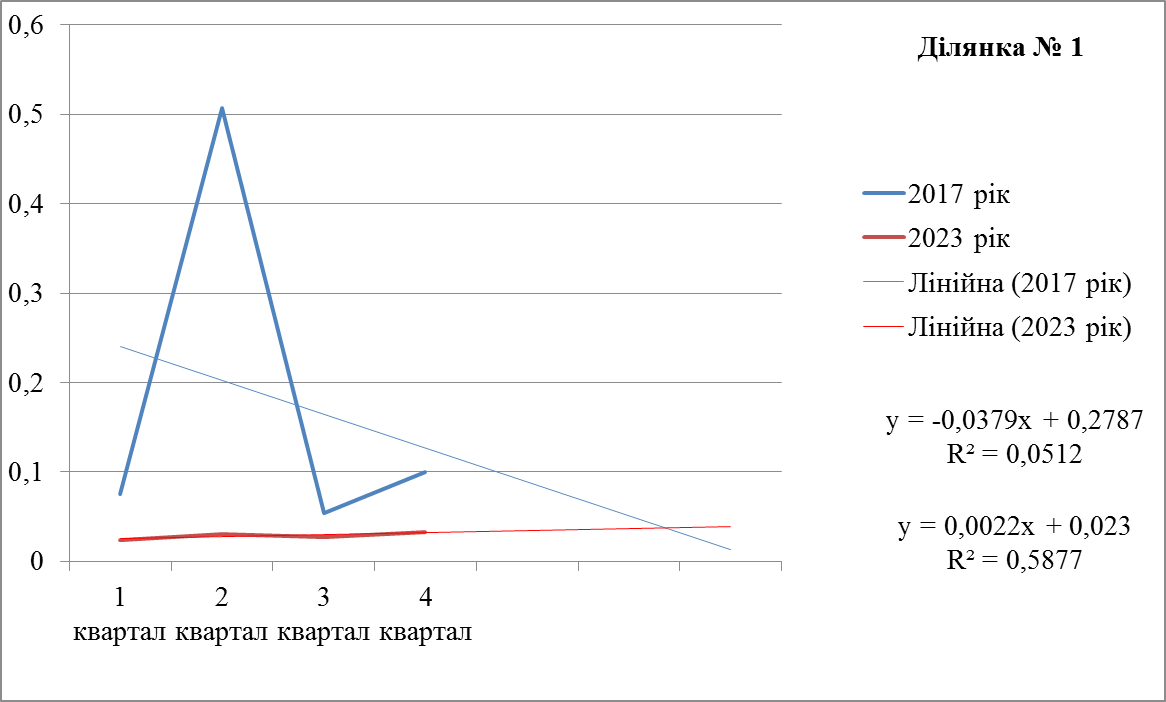 0,6
0,5
0,4
0,3
0,2
0,1
0
1 квартал
2 квартал
3 квартал
4 квартал
Ділянка № 1
2017 рік
2023 рік
Лінійна (2017 рік)
Лінійна (2023 рік)
y = -0,0379x + 0,2787
R² = 0,0512
y = 0,0022x + 0,023
R² = 0,5877